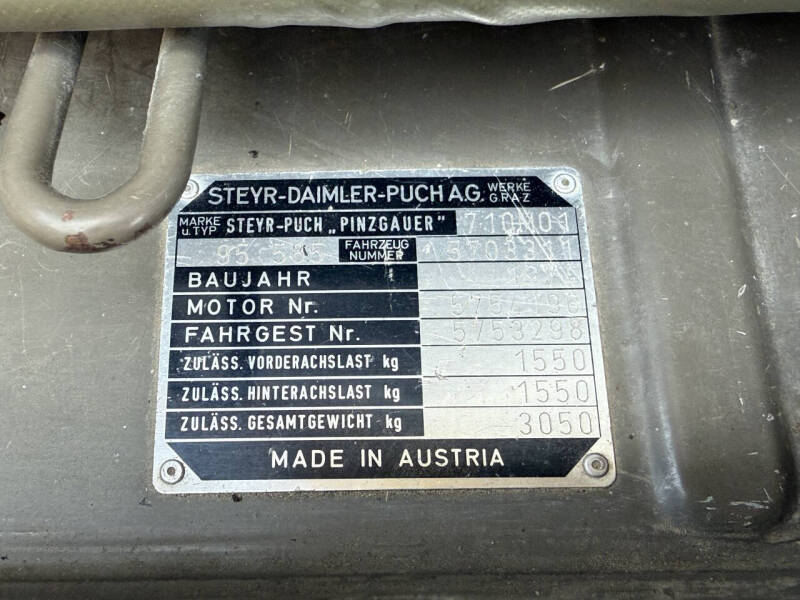 STEYR-DAIMLER-PUCH A.G. WERKE GRAZ
MARKE u. TYP STEYR-PUCH „PINZGAUER"
FAHRZEUG NUMMER
BAUJAHR
MOTOR Nr.
FAHRGEST Nr. 5753298
ZULÄSS. VORDERACHSLAST kg 1550
ZULÄSS. HINTERACHSLAST kg 1550
ZULÄSS. GESAMTGEWICHT kg 3050
MADE IN AUSTRIA